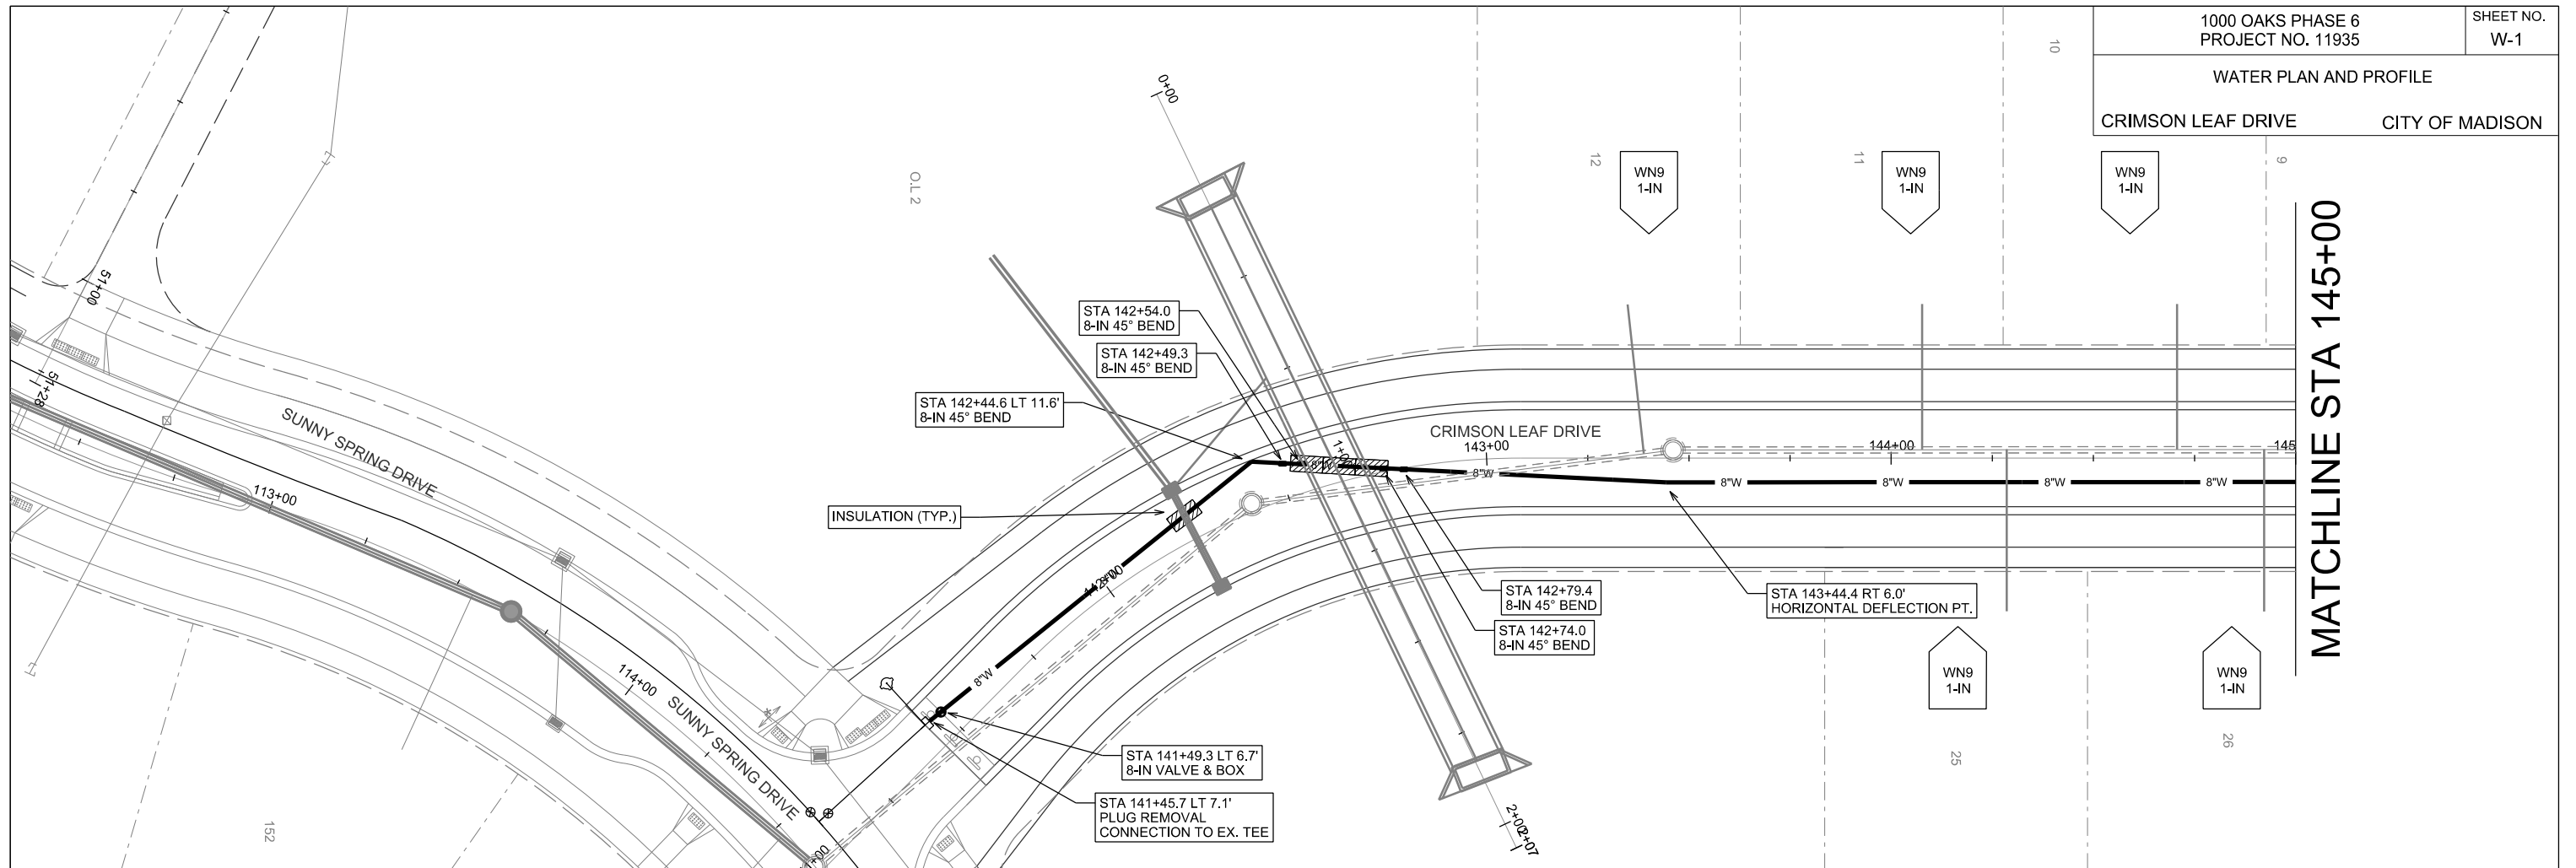 1000 OAKS PHASE 6
PROJECT NO. 11935
SHEET NO.
W-1
WATER PLAN AND PROFILE
CRIMSON LEAF DRIVE
CITY OF MADISON
10
0+00
12
WN9
1-IN
11
WN9
1-IN
WN9
1-IN
9
O.L 2
MATCHLINE STA 145+00
51+00
51+28
STA 142+54.0
8-IN 45° BEND
STA 142+49.3
8-IN 45° BEND
STA 142+44.6 LT 11.6'
8-IN 45° BEND
SUNNY SPRING DRIVE
CRIMSON LEAF DRIVE
143+00
144+00
145
8"W
8"W
8"W
8"W
8"W
8"W
113+00
INSULATION (TYP.)
142+00
STA 142+79.4
8-IN 45° BEND
STA 142+74.0
8-IN 45° BEND
STA 143+44.4 RT 6.0'
HORIZONTAL DEFLECTION PT.
8"W
114+00
SUNNY SPRING DRIVE
WN9
1-IN
WN9
1-IN
25
26
STA 141+49.3 LT 6.7'
8-IN VALVE & BOX
STA 141+45.7 LT 7.1'
PLUG REMOVAL
CONNECTION TO EX. TEE
152
2+00
2+07